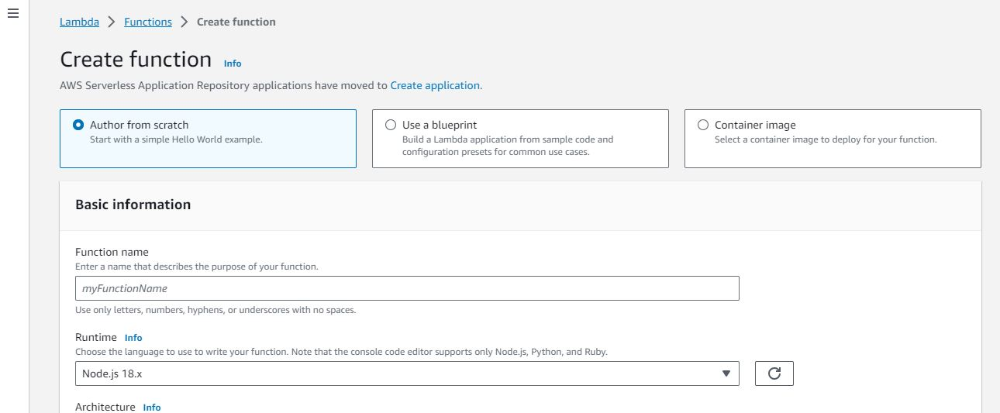 Lambda > Functions > Create function
Create function Info
AWS Serverless Application Repository applications have moved to Create application.
Author from scratch
Start with a simple Hello World example.
Use a blueprint
Build a Lambda application from sample code and
configuration presets for common use cases.
Container image
Select a container image to deploy for your function.
Basic information
Function name
Enter a name that describes the purpose of your function.
myFunctionName
Use only letters, numbers, hyphens, or underscores with no spaces.
Runtime Info
Choose the language to use to write your function. Note that the console code editor supports only Node.js, Python, and Ruby.
Node.js 18.x
Architecture Info